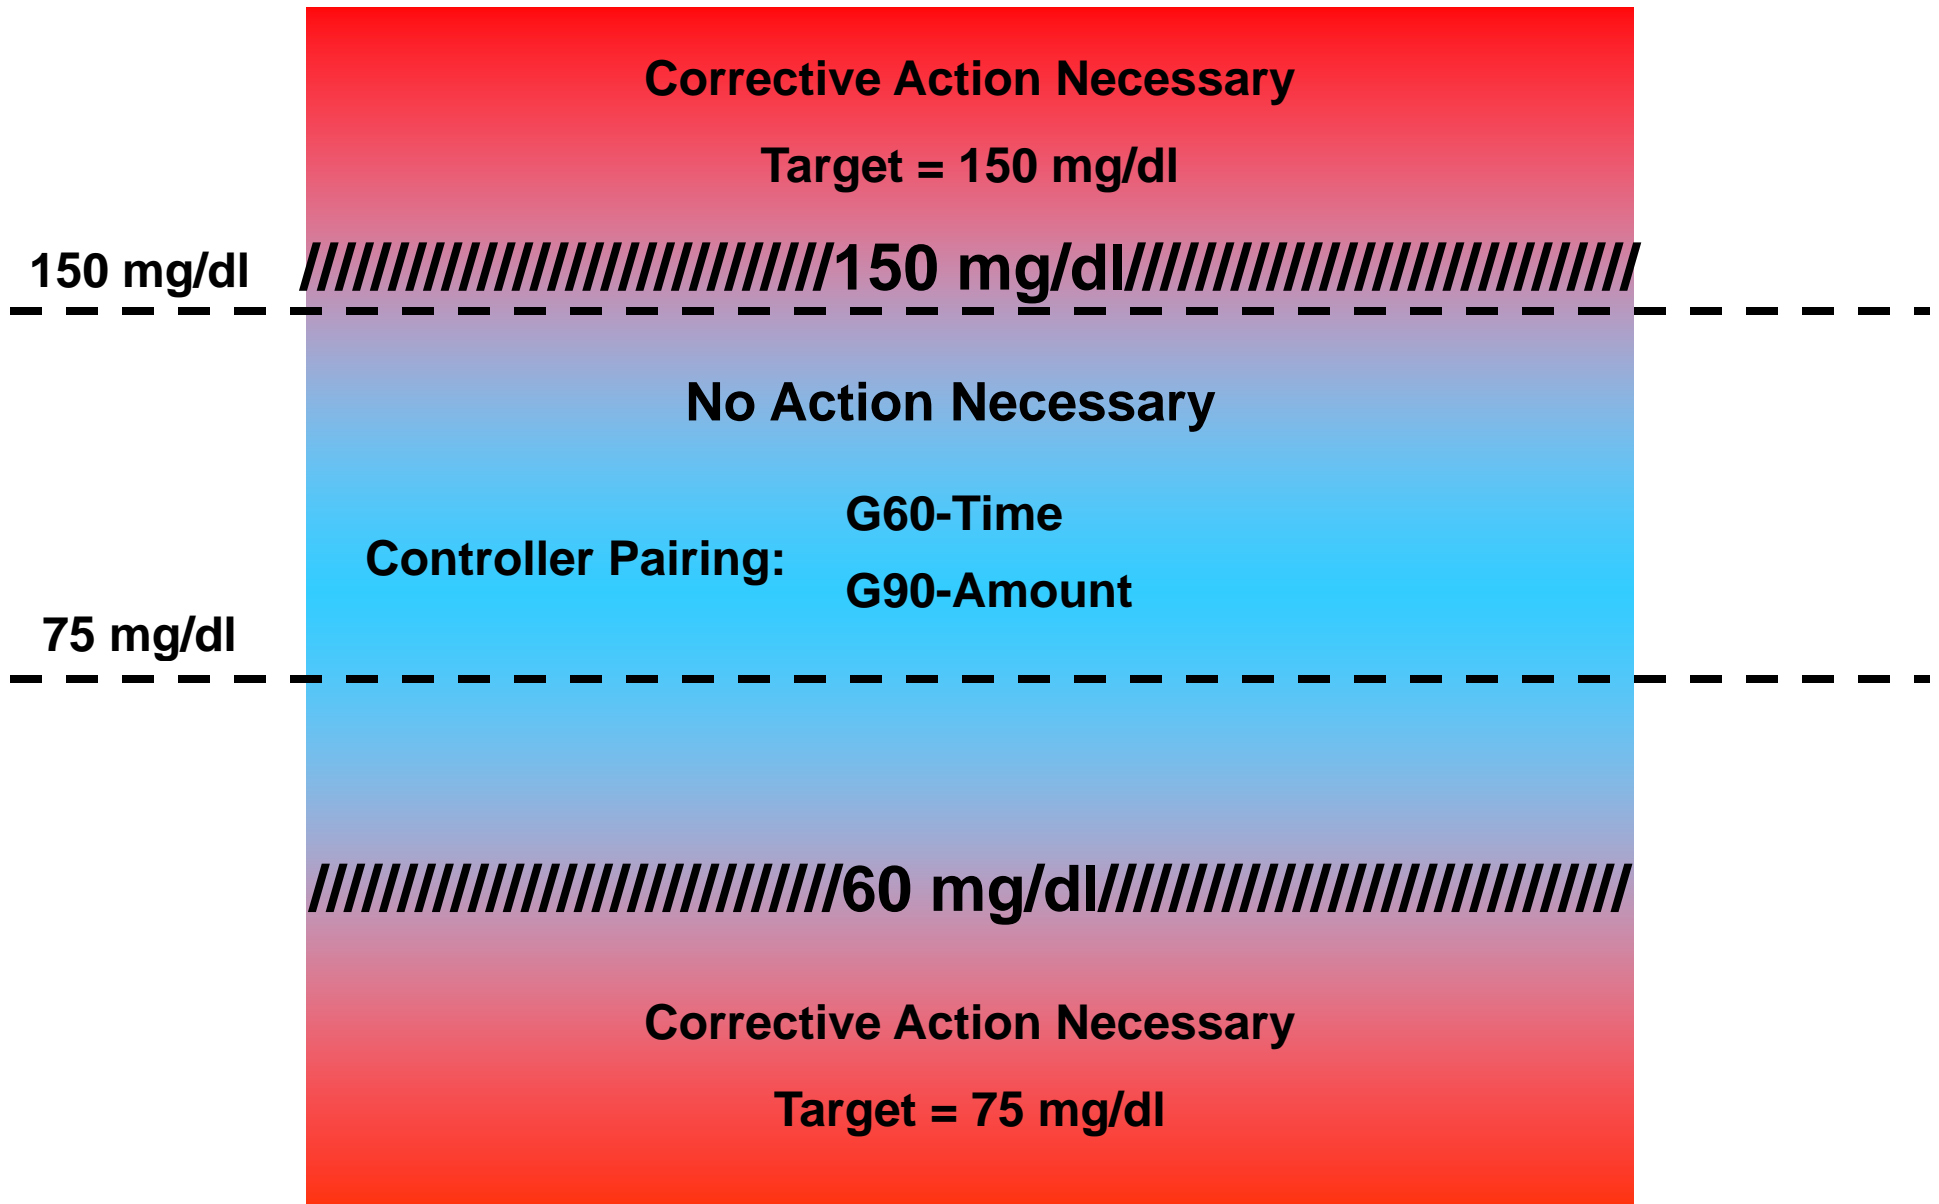 Corrective Action Necessary
Target = 150 mg/dl
150 mg/dl
//////////////////////////////150 mg/dl/////////////////////////////
No Action Necessary
Controller Pairing:
G60-Time
G90-Amount
75 mg/dl
//////////////////////////////60 mg/dl//////////////////////////////
Corrective Action Necessary
Target = 75 mg/dl